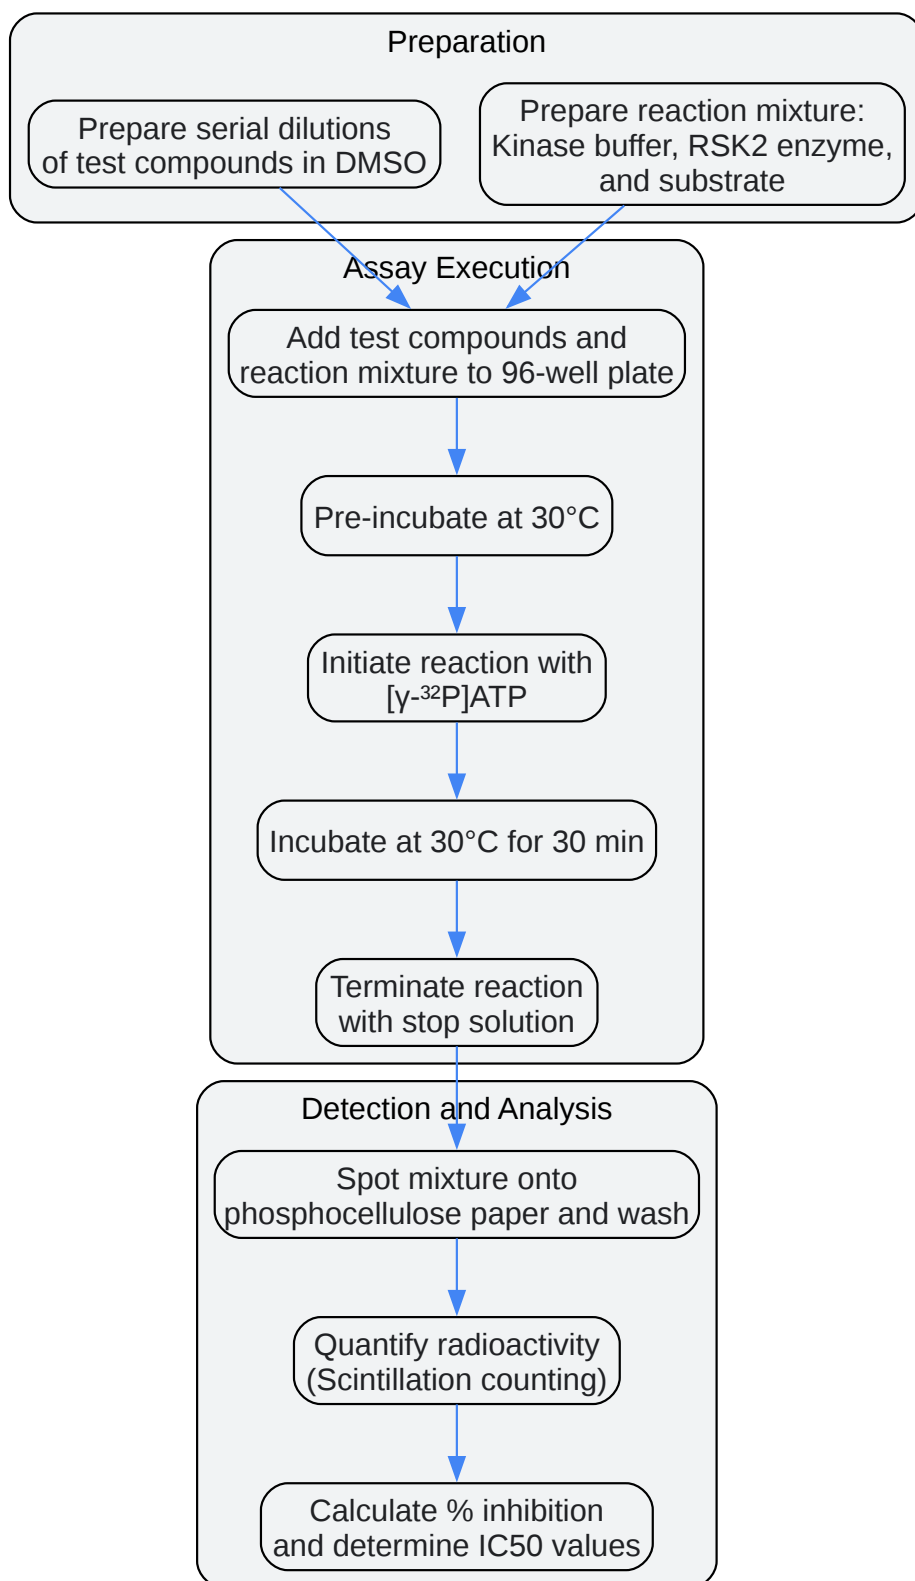 Preparation
Prepare serial dilutions
of test compounds in DMSO
Prepare reaction mixture:
Kinase buffer, RSK2 enzyme,
and substrate
Assay Execution
Add test compounds and
reaction mixture to 96-well plate
Pre-incubate at 30°C
Initiate reaction with
[γ-³²P]ATP
Incubate at 30°C for 30 min
Terminate reaction
with stop solution
Detection and Analysis
Spot mixture onto
phosphocellulose paper and wash
Quantify radioactivity
(Scintillation counting)
Calculate % inhibition
and determine IC50 values